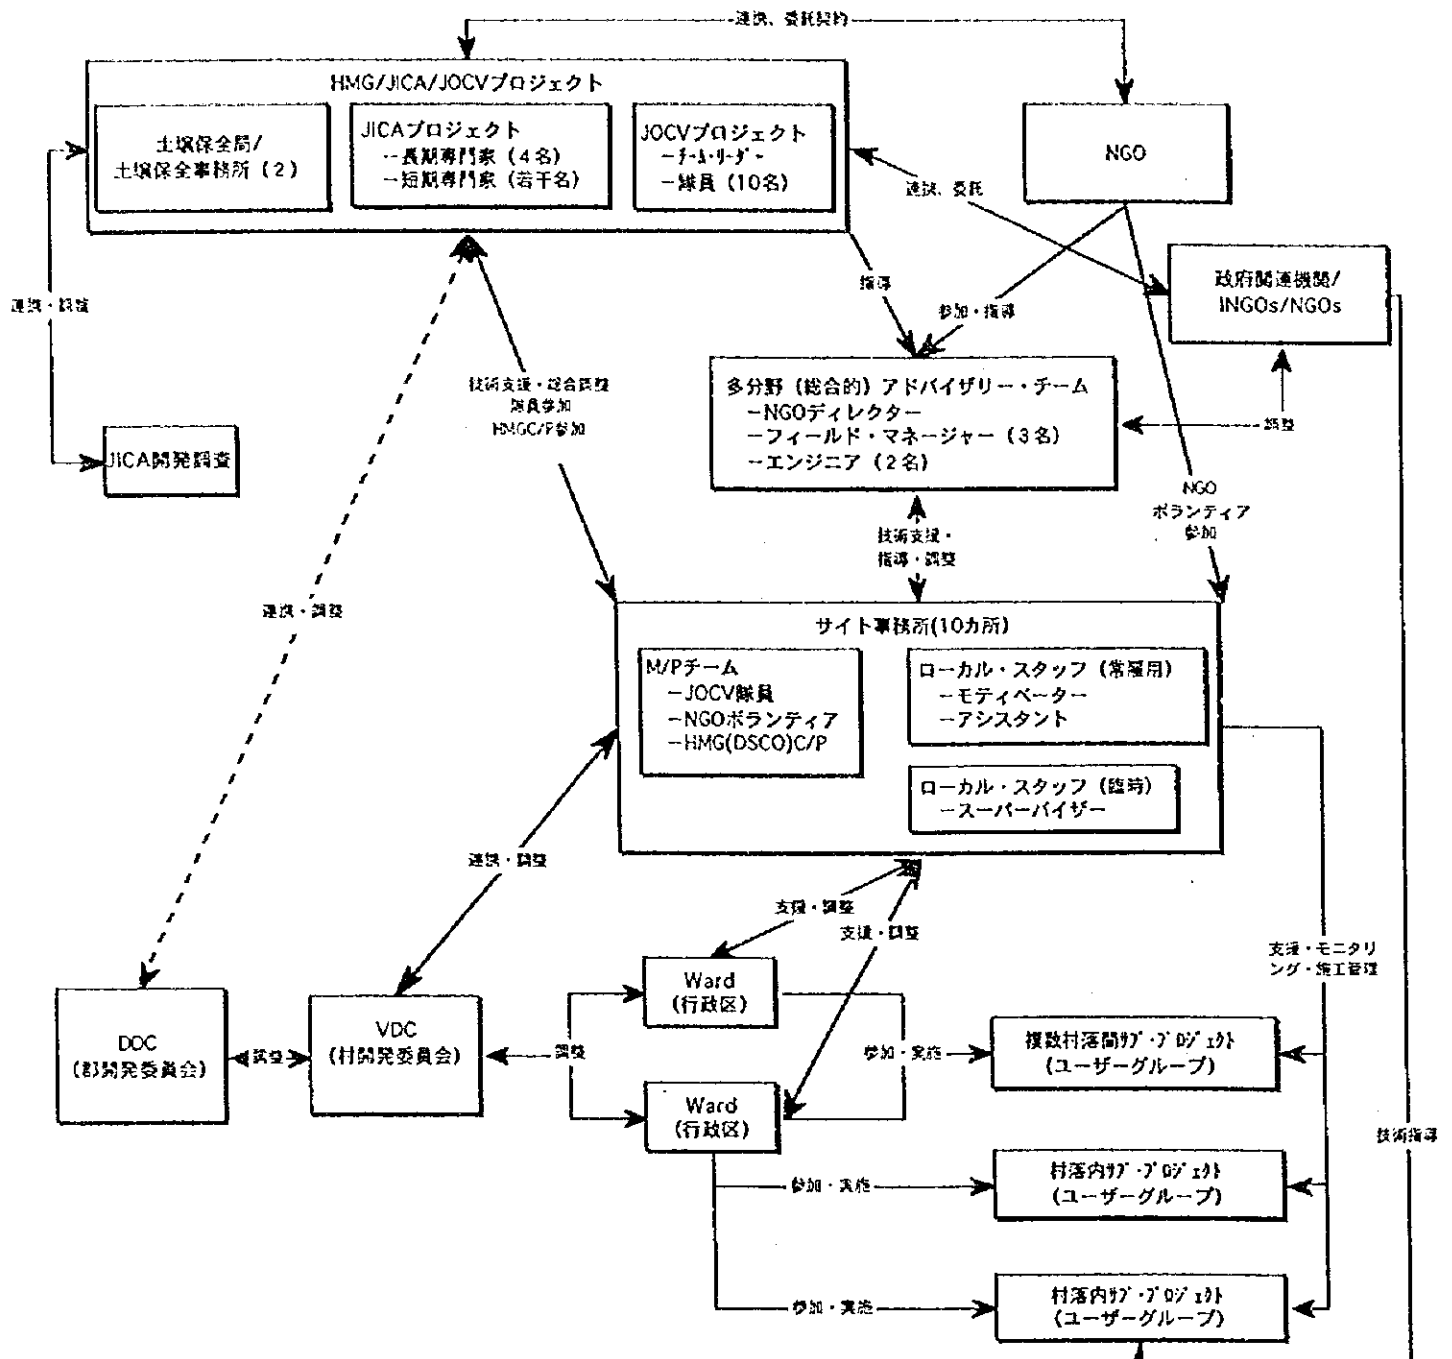 連携、委託契約
HMG/JICA/JOCVプロジェクト
土壌保全局/
土壌保全事務所（2）
JICAプロジェクト
ー長期専門家（4名）
ー短期専門家（若干名）
JOCVプロジェクト
ーﾁｰﾑ･ﾘｰﾀﾞｰ
ー隊員（10名）
NGO
連携、委託
政府関連機関/
INGOs/NGOs
連携・調整
指導
参加・指導
技術支援・総合調整
隊員参加
HMGC/P参加
多分野（総合的）アドバイザリー・チーム
ーNGOディレクター
ーフィールド・マネージャー（3名）
ーエンジニア（2名）
調整
JICA開発調査
NGO
ボランティア
参加
技術支援・
指導・調整
連携・調整
サイト事務所(10カ所)
M/Pチーム
ーJOCV隊員
ーNGOボランティア
ーHMG(DSCO)C/P
ローカル・スタッフ（常雇用）
ーモティベーター
ーアシスタント
ローカル・スタッフ（臨時）
ースーパーバイザー
連携・調整
支援・調整
支援・調整
支援・モニタリ
ング・施工管理
Ward
(行政区)
DDC
(郡開発委員会)
調整
VDC
(村開発委員会)
調整
参加・実施
複数村落間ｻﾌﾞ･ﾌﾟﾛｼﾞｪｸﾄ
(ユーザーグループ)
Ward
(行政区)
技術指導
参加・実施
村落内ｻﾌﾞ･ﾌﾟﾛｼﾞｪｸﾄ
(ユーザーグループ)
参加・実施
村落内ｻﾌﾞ･ﾌﾟﾛｼﾞｪｸﾄ
(ユーザーグループ)